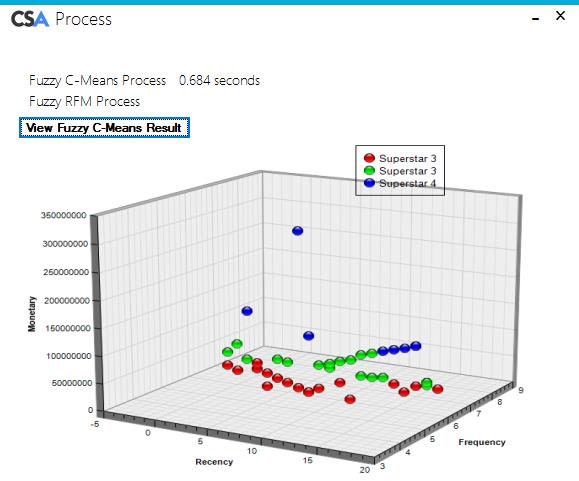 CSA Process
Fuzzy C-Means Process 0.684 seconds
Fuzzy RFM Process
View Fuzzy C-Means Result
Superstar 3
Superstar 3
Superstar 4
350000000
300000000
250000000
200000000
150000000
100000000
50000000
0
Monetary
-5
0
5
10
15
20
Recency
3
4
5
6
7
8
9
Frequency